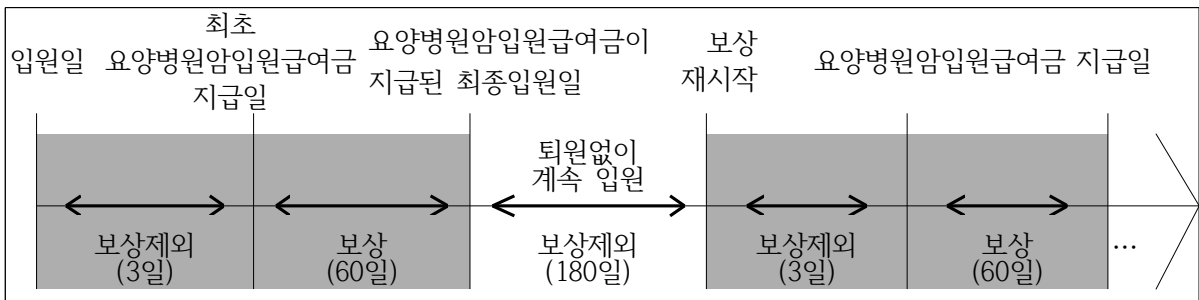 입원일
최초
요양병원암입원급여금
지급일
요양병원암입원급여금이
지급된 최종입원일
보상
재시작
요양병원암입원급여금 지급일
퇴원없이
계속 입원
보상제외
(3일)
보상
(60일)
보상제외
(180일)
보상제외
(3일)
보상
(60일)
…